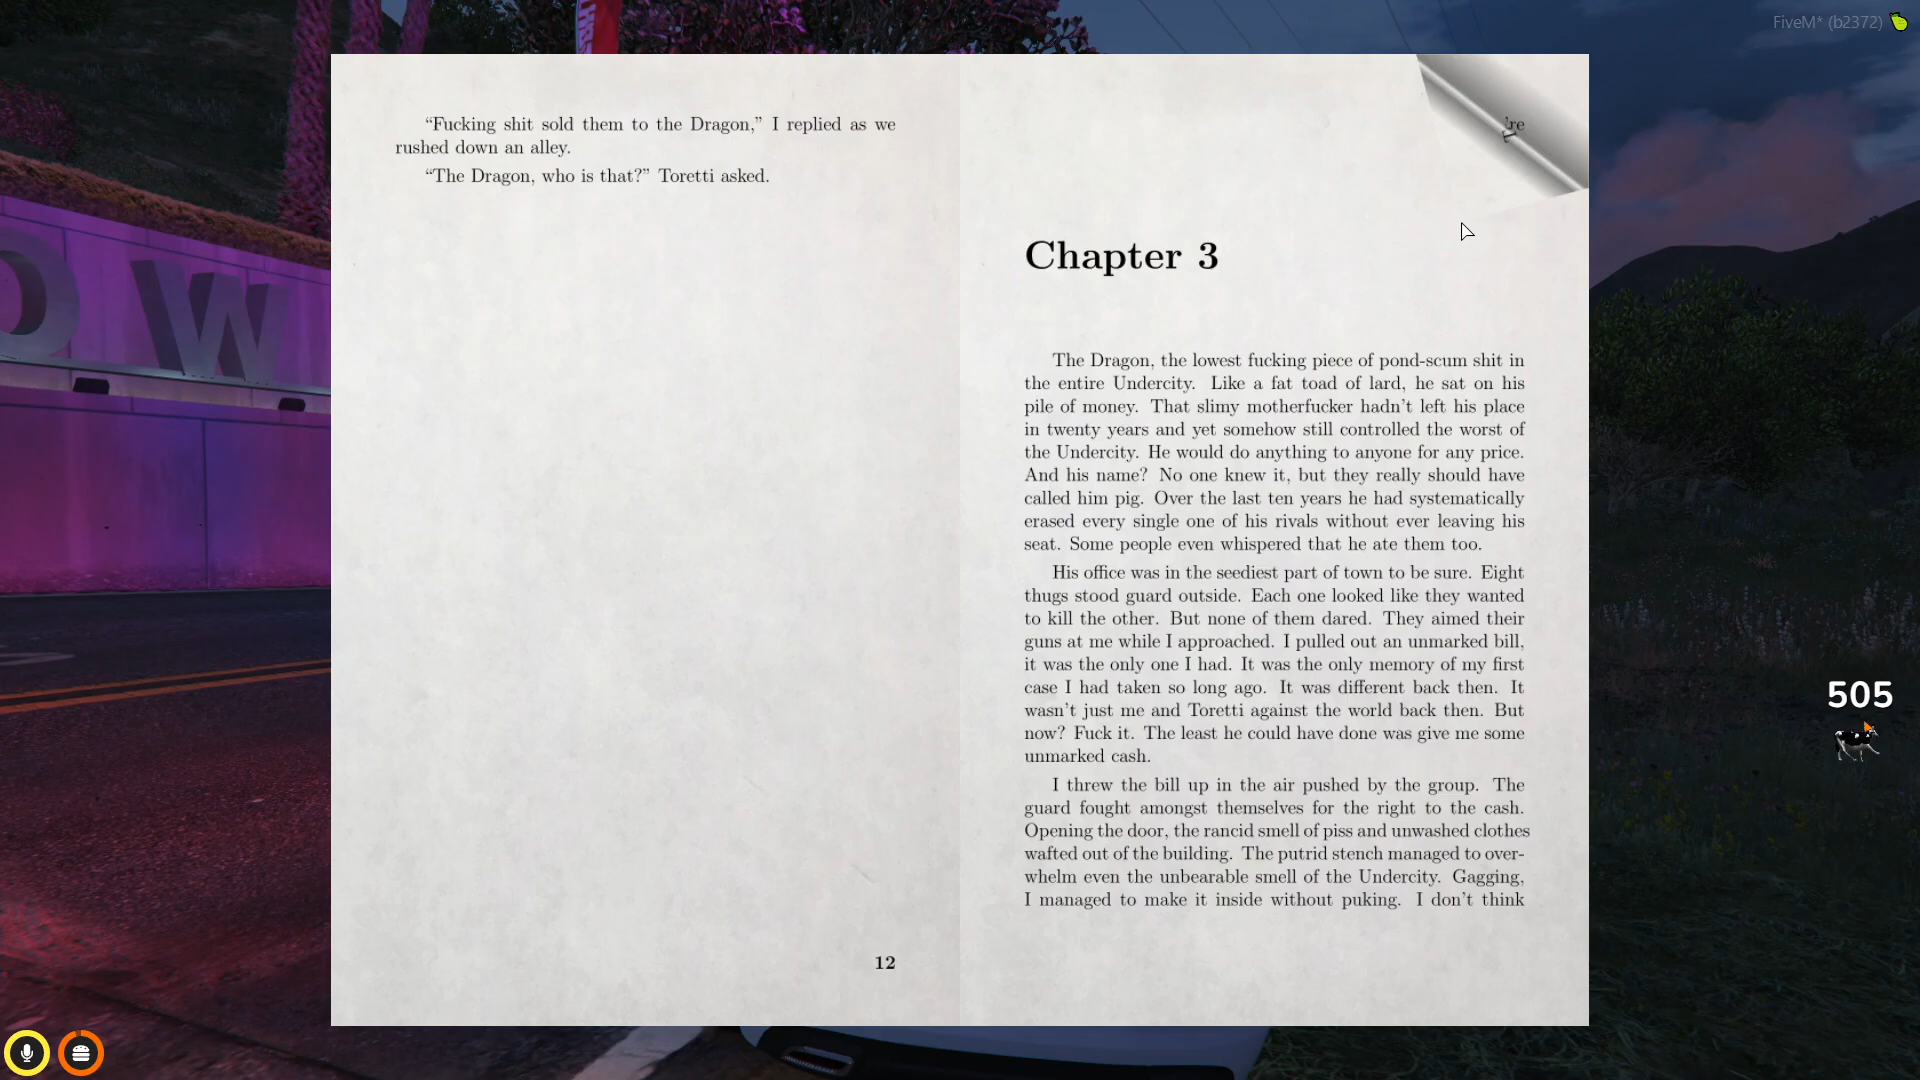 FiveM* (b2372)
“Fucking shit sold them to the Dragon,” I replied as we
rushed down an alley.
“The Dragon, who is that?” Toretti asked.
12
’re
Chapter 3
The Dragon, the lowest fucking piece of pond-scum shit in
the entire Undercity. Like a fat toad of lard, he sat on his
pile of money. That slimy motherfucker hadn’t left his place
in twenty years and yet somehow still controlled the worst of
the Undercity. He would do anything to anyone for any price.
And his name? No one knew it, but they really should have
called him pig. Over the last ten years he had systematically
erased every single one of his rivals without ever leaving his
seat. Some people even whispered that he ate them too.
His office was in the seediest part of town to be sure. Eight
thugs stood guard outside. Each one looked like they wanted
to kill the other. But none of them dared. They aimed their
guns at me while I approached. I pulled out an unmarked bill,
it was the only one I had. It was the only memory of my first
case I had taken so long ago. It was different back then. It
wasn’t just me and Toretti against the world back then. But
now? Fuck it. The least he could have done was give me some
unmarked cash.
I threw the bill up in the air pushed by the group. The
guard fought amongst themselves for the right to the cash.
Opening the door, the rancid smell of piss and unwashed clothes
wafted out of the building. The putrid stench managed to over-
whelm even the unbearable smell of the Undercity. Gagging,
I managed to make it inside without puking. I don’t think
OW
505